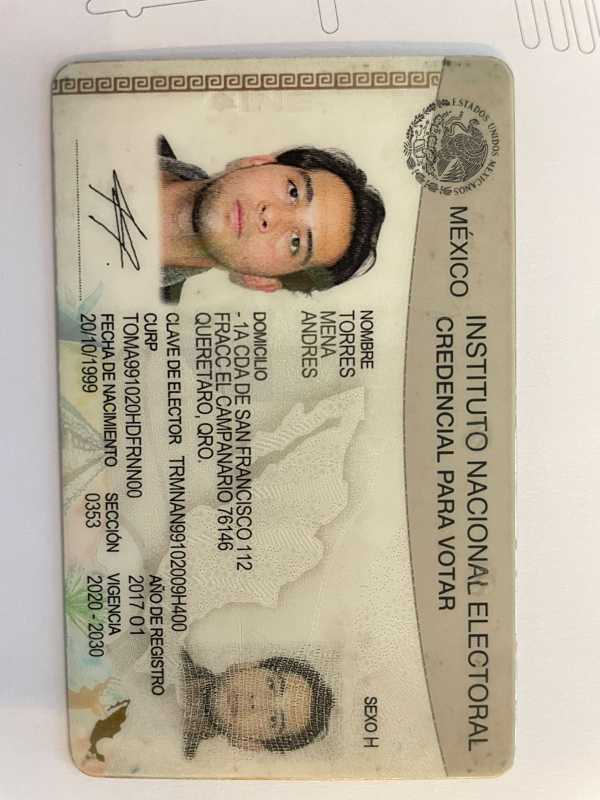 ESTADOS UNIDOS MEXICANOS
MÉXICO INSTITUTO NACIONAL ELECTORAL
CREDENCIAL PARA VOTAR
NOMBRE
TORRES
MENA
ANDRES
SEXO H
DOMICILIO
- 1A CDA DE SAN FRANCISCO 112
FRACC EL CAMPANARIO 76146
QUERETARO, QRO.
CLAVE DE ELECTOR TRMNAN99102009H400
CURP
TOMA991020HDFRNN00
AÑO DE REGISTRO
2017 01
FECHA DE NACIMIENTO
20/10/1999
SECCIÓN
0353
VIGENCIA
2020 - 2030